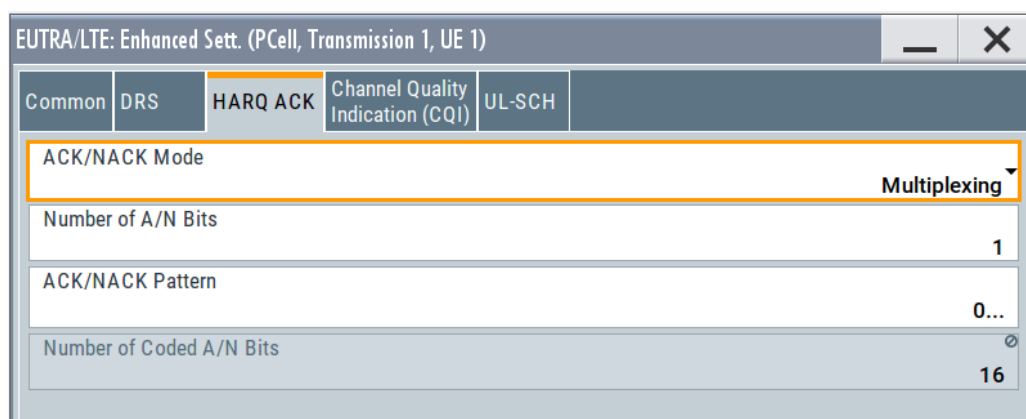 EUTRA/LTE: Enhanced Sett. (PCell, Transmission 1, UE 1)
Common DRS HARQ ACK Channel Quality Indication (CQI) UL-SCH
ACK/NACK Mode
Multiplexing
Number of A/N Bits
1
ACK/NACK Pattern
0...
Number of Coded A/N Bits
16